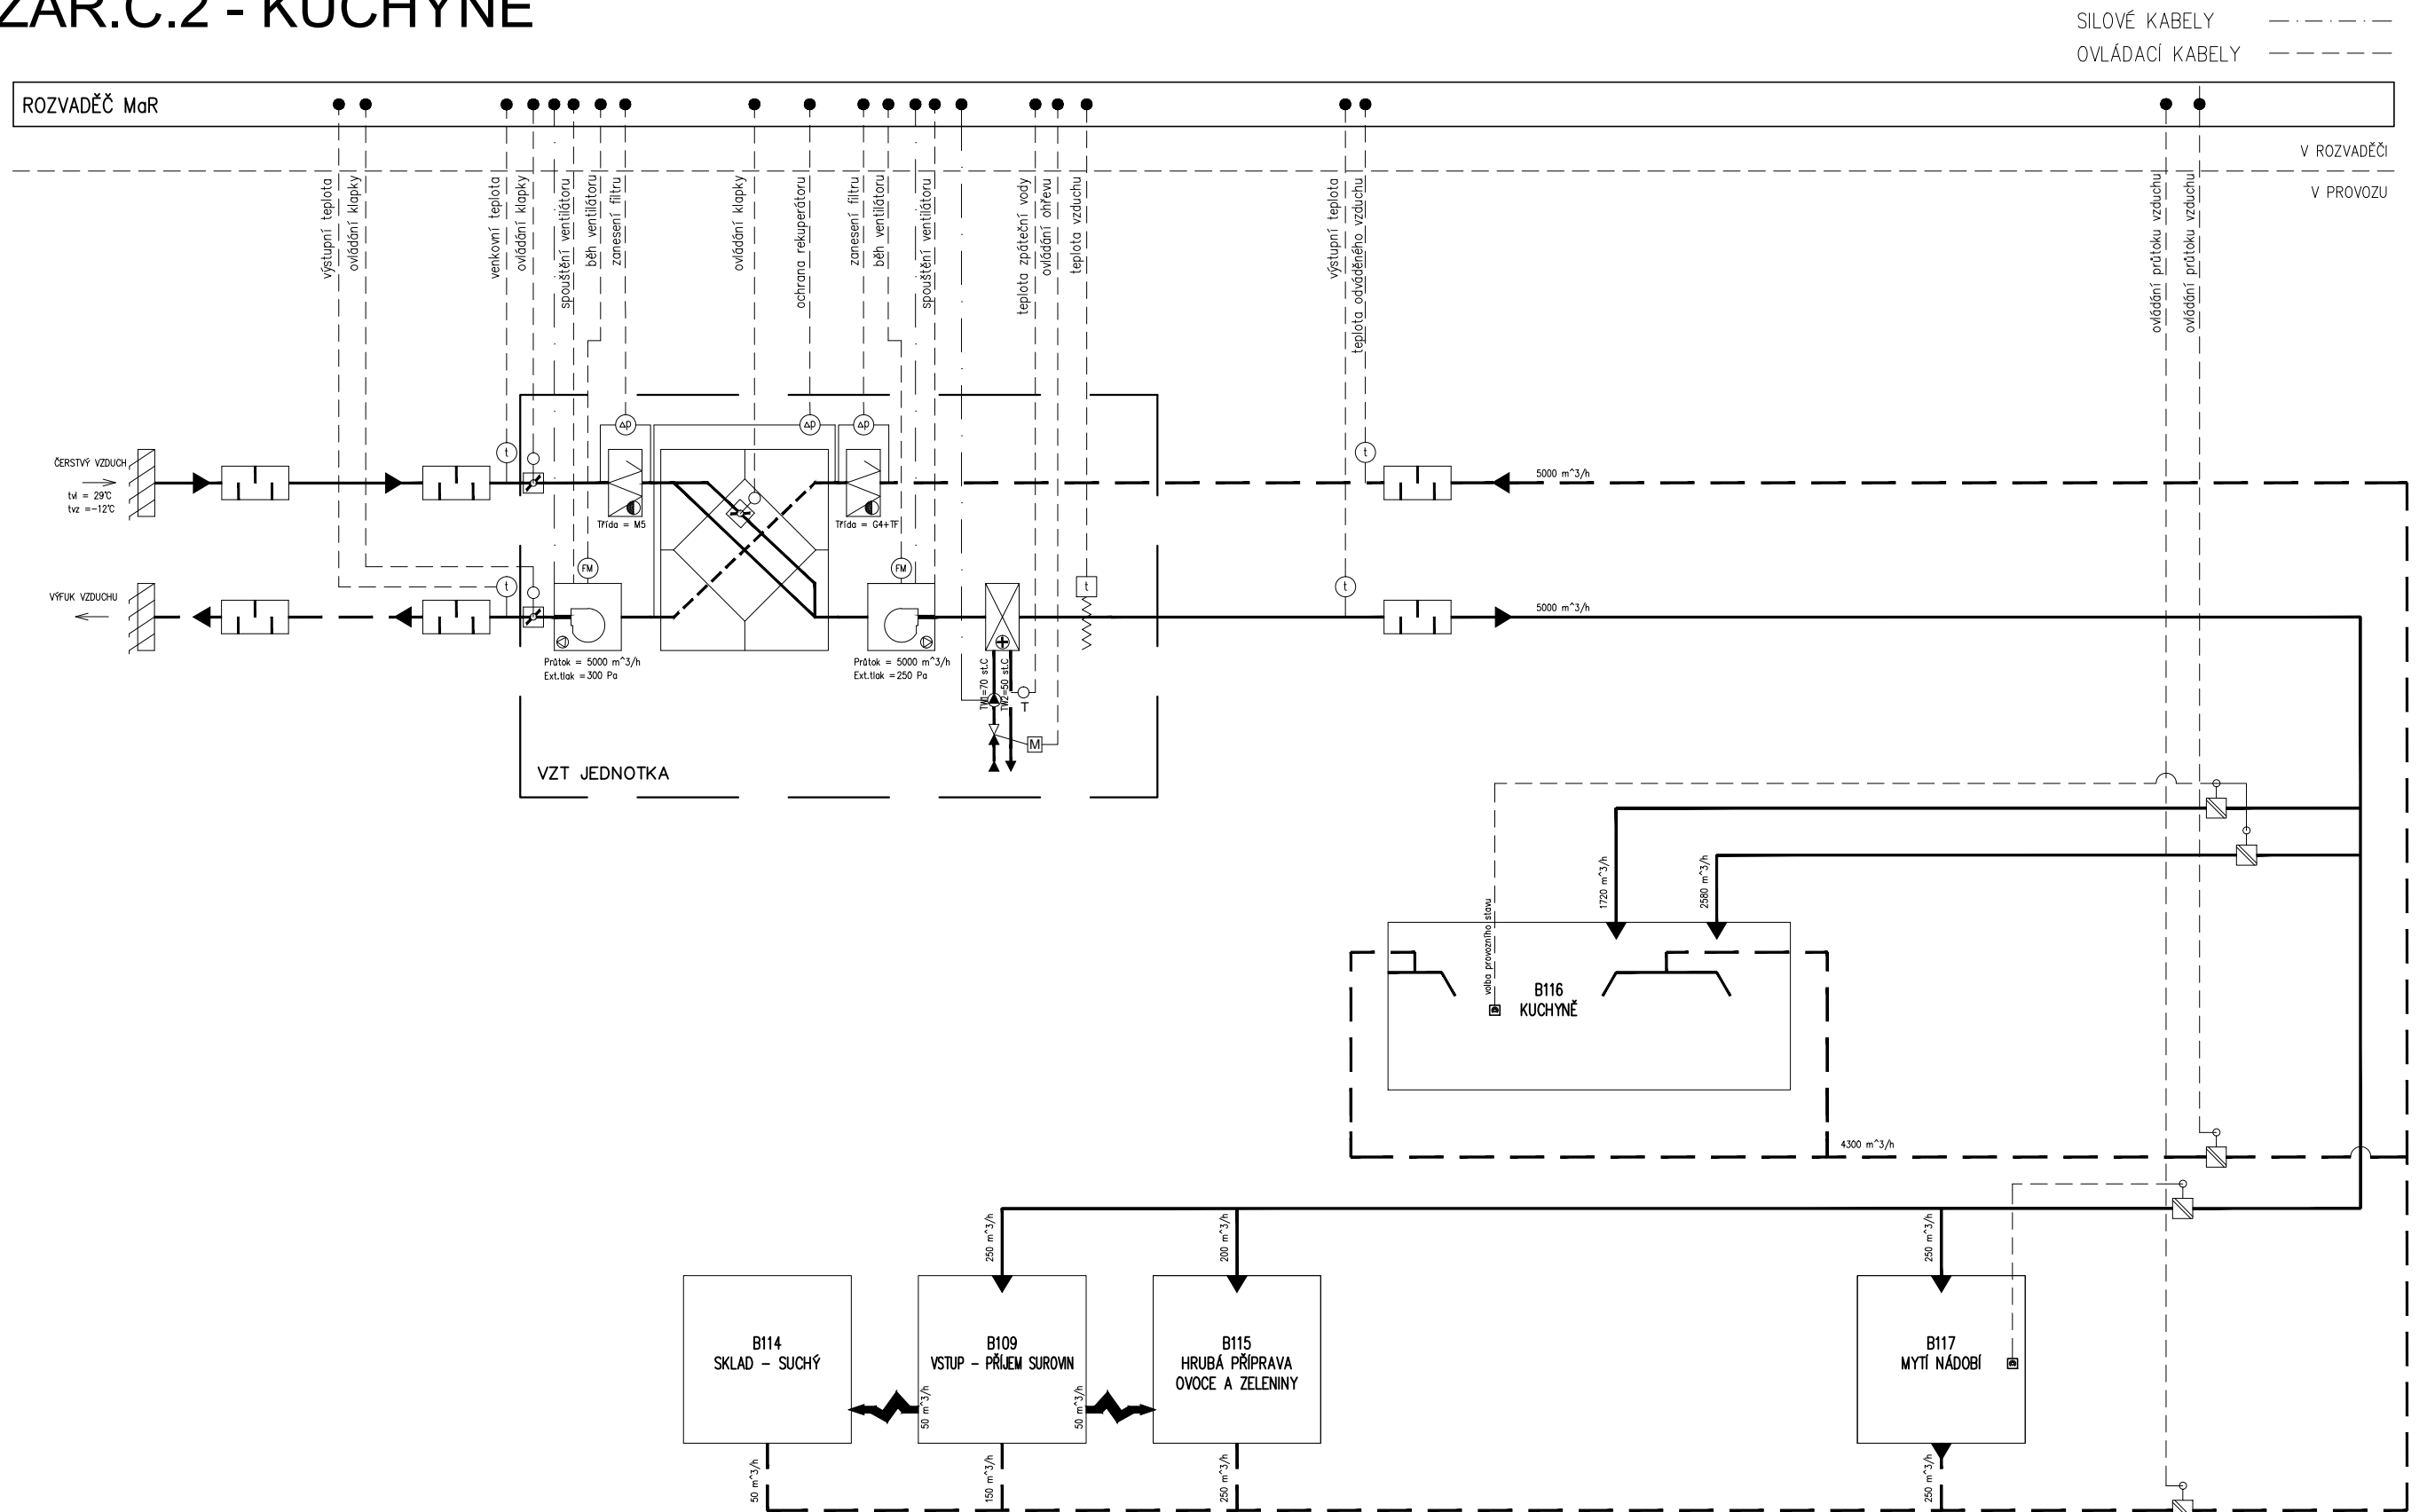 ZAŘ.Č.2 - KUCHYNĚ
SILOVÉ KABELY
OVLÁDACÍ KABELY
ROZVADĚČ MaR
V ROZVADĚČI
V PROVOZU
výstupní teplota
ovládání klapky
venkovní teplota
ovládání klapky
spouštění ventilátoru
běh ventilátoru
zanesení filtru
ovládání klapky
ochrana rekuperátoru
zanesení filtru
běh ventilátoru
spouštění ventilátoru
teplota zpáteční vody
ovládání ohřevu
teplota vzduchu
výstupní teplota
teplota odváděného vzduchu
ovládání průtoku vzduchu
ovládání průtoku vzduchu
Δp
Δp
Δp
t
t
ČERSTVÝ VZDUCH
tvl = 29°C
tvz =-12°C
5000 m^3/h
Třída = M5
Třída = G4+TF
FM
FM
t
t
t
VÝFUK VZDUCHU
5000 m^3/h
Průtok = 5000 m^3/h
Ext.tlak =300 Pa
Průtok = 5000 m^3/h
Ext.tlak =250 Pa
TW1=70 st.C
TW2=50 st.C
T
M
VZT JEDNOTKA
1720 m^3/h
2580 m^3/h
volba provozního stavu
B116
KUCHYNĚ
4300 m^3/h
250 m^3/h
200 m^3/h
250 m^3/h
B114
SKLAD - SUCHÝ
B109
VSTUP - PŘÍJEM SUROVIN
B115
HRUBÁ PŘÍPRAVA
OVOCE A ZELENINY
B117
MYTÍ NÁDOBÍ
50 m^3/h
50 m^3/h
50 m^3/h
150 m^3/h
250 m^3/h
250 m^3/h